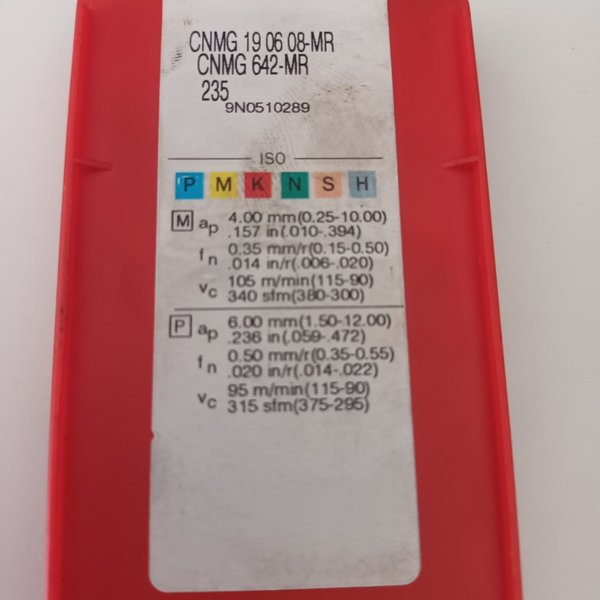 CNMG 19 06 08-MR
CNMG 642-MR
235
9N0510289
ISO
P M K N S H
M ap 4.00 mm(0.25-10.00)
.157 in(.010-.394)
fn 0.35 mm/r(0.15-0.50)
.014 in/r(.006-.020)
vc 105 m/min(115-90)
340 sfm(380-300)
P ap 6.00 mm(1.50-12.00)
.236 in(.059-.472)
fn 0.50 mm/r(0.35-0.55)
.020 in/r(.014-.022)
vc 95 m/min(115-90)
315 sfm(375-295)